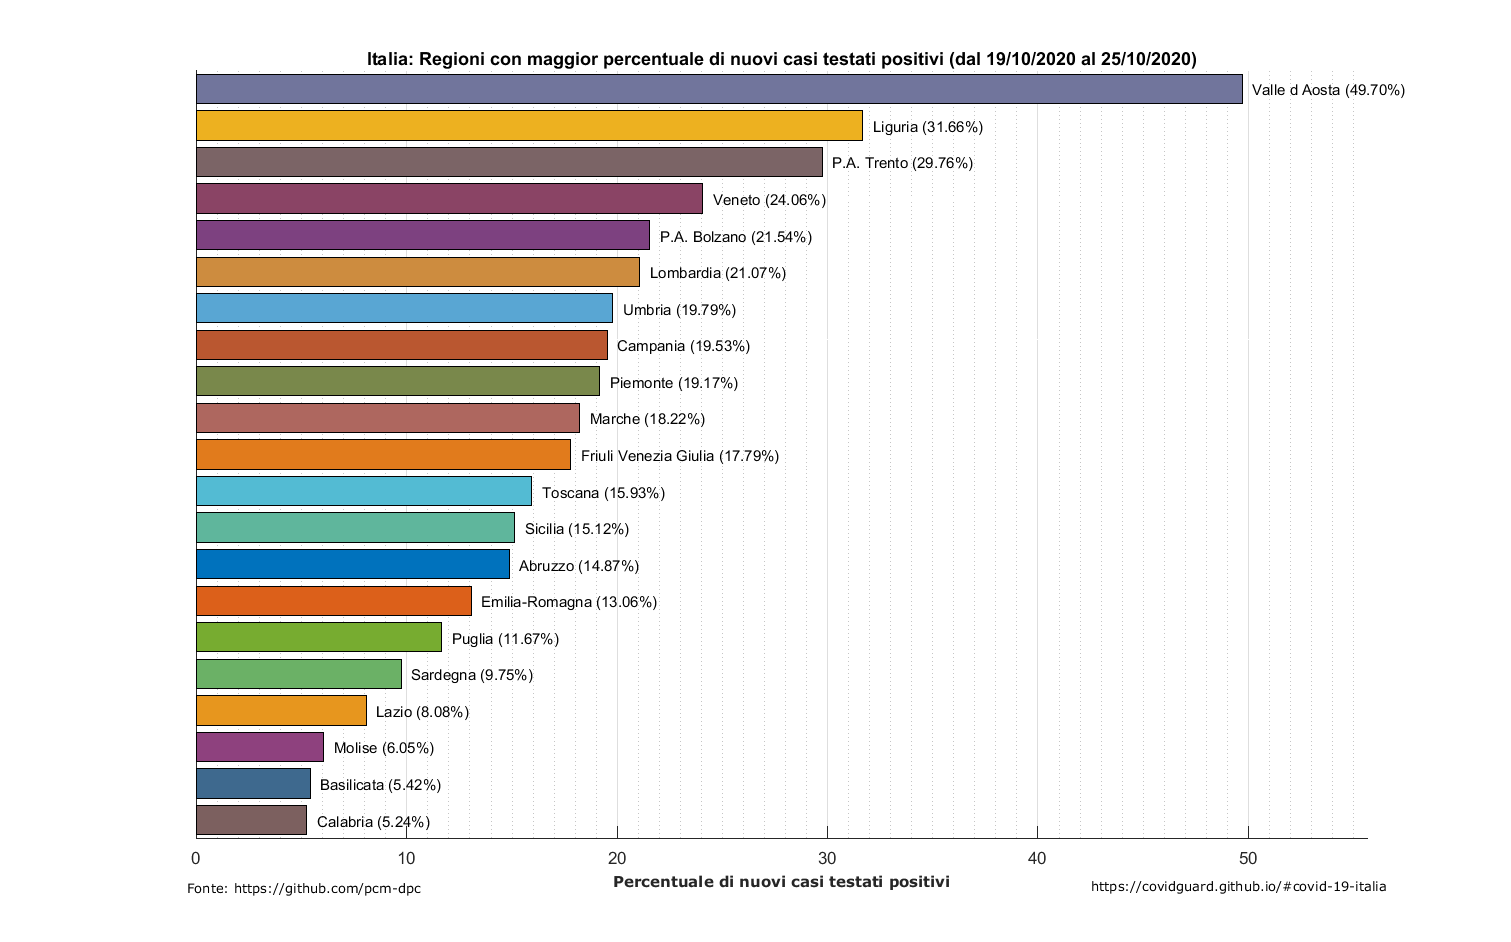 Italia: Regioni con maggior percentuale di nuovi casi testati positivi (dal 19/10/2020 al 25/10/2020)
Valle d Aosta (49.70%)
Liguria (31.66%)
P.A. Trento (29.76%)
Veneto (24.06%)
P.A. Bolzano (21.54%)
Lombardia (21.07%)
Umbria (19.79%)
Campania (19.53%)
Piemonte (19.17%)
Marche (18.22%)
Friuli Venezia Giulia (17.79%)
Toscana (15.93%)
Sicilia (15.12%)
Abruzzo (14.87%)
Emilia-Romagna (13.06%)
Puglia (11.67%)
Sardegna (9.75%)
Lazio (8.08%)
Molise (6.05%)
Basilicata (5.42%)
Calabria (5.24%)
0 10 20 30 40 50
Percentuale di nuovi casi testati positivi
Fonte: https://github.com/pcm-dpc
https://covidguard.github.io/#covid-19-italia